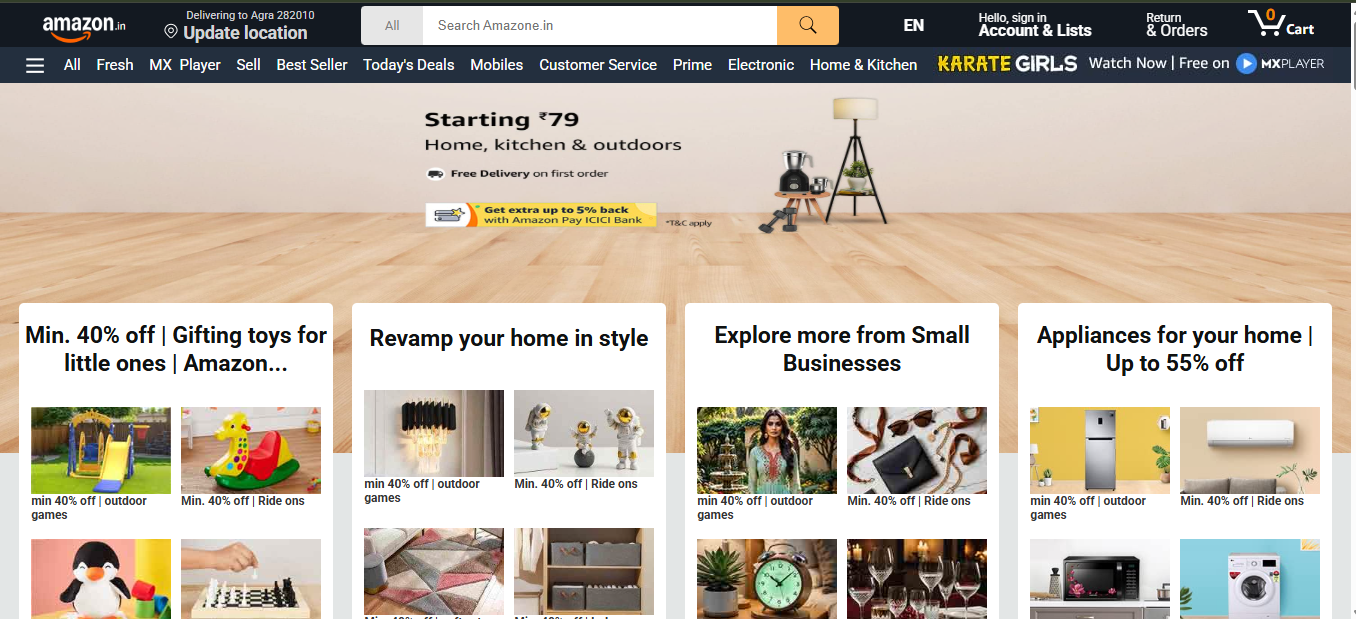 amazon.in
Delivering to Agra 282010
Update location
All
Search Amazone.in
EN
Hello, sign in
Account & Lists
Return
& Orders
0
Cart
All Fresh MX Player Sell Best Seller Today's Deals Mobiles Customer Service Prime Electronic Home & Kitchen
KARATE GIRLS Watch Now | Free on MXPLAYER
Starting ₹79
Home, kitchen & outdoors
Free Delivery on first order
Get extra up to 5% back
with Amazon Pay ICICI Bank
*T&C apply
Min. 40% off | Gifting toys for
little ones | Amazon...
min 40% off | outdoor
games
Min. 40% off | Ride ons
Revamp your home in style
min 40% off | outdoor
games
Min. 40% off | Ride ons
Explore more from Small
Businesses
min 40% off | outdoor
games
Min. 40% off | Ride ons
Appliances for your home |
Up to 55% off
min 40% off | outdoor
games
Min. 40% off | Ride ons